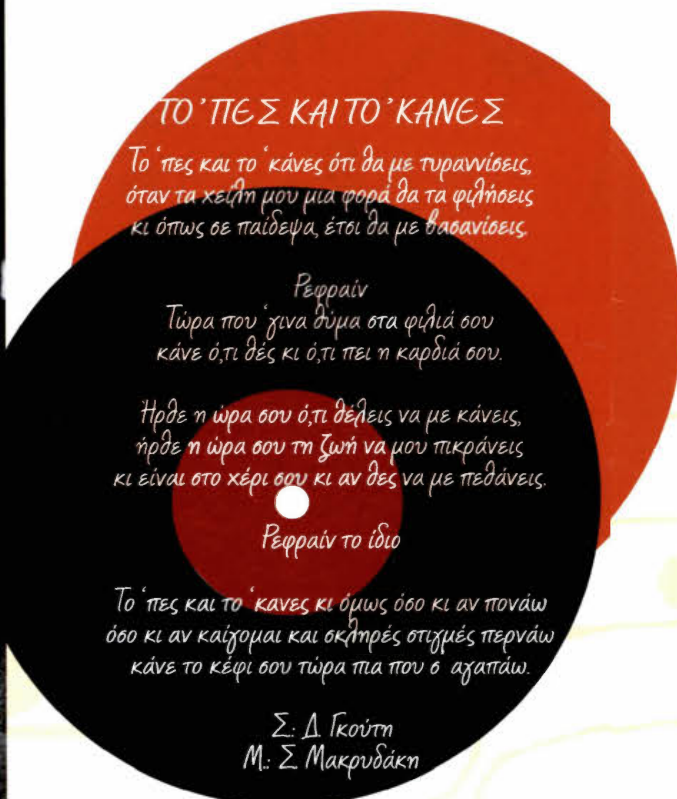 ΤΟ 'ΠΕΣ ΚΑΙ ΤΟ 'ΚΑΝΕΣ
Το 'πες και το 'κάνες ότι θα με τυραννίσεις,
όταν τα χείλη μου μια φορά θα τα φιλήσεις
κι όπως σε παίδεψα, έτσι θα με βασανίσεις.
Ρεφραίν
Τώρα που 'γινα θύμα στα φιλιά σου
κάνε ό,τι θές κι ό,τι πει η καρδιά σου.
Ήρθε η ώρα σου ό,τι θέλεις να με κάνεις,
ήρθε η ώρα σου τη ζωή να μου πικράνεις
κι είναι στο χέρι σου κι αν θες να με πεθάνεις.
Ρεφραίν το ίδιο
Το 'πες και το 'κανες κι όμως όσο κι αν πονάω
όσο κι αν καίγομαι και σκληρές στιγμές περνάω
κάνε το κέφι σου τώρα πια που σ αγαπάω.
Σ.: Δ. Γκούτη
Μ.: Σ. Μακρυδάκη